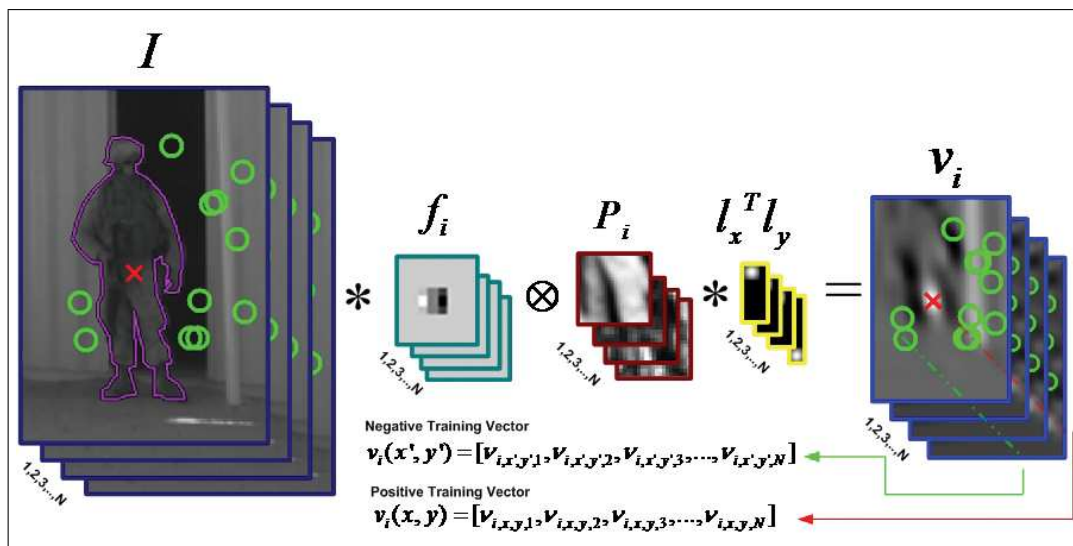 I
f_i P_i l_x^T l_y v_i
* ⊗ * =
1,2,3,...,N
1,2,3,...,N
1,2,3,...,N
1,2,3,...,N
1,2,3,...,N
Negative Training Vector
v_i(x', y') = [v_{i,x',y',1}, v_{i,x',y',2}, v_{i,x',y',3}, ..., v_{i,x',y',N}]
Positive Training Vector
v_i(x, y) = [v_{i,x,y,1}, v_{i,x,y,2}, v_{i,x,y,3}, ..., v_{i,x,y,N}]